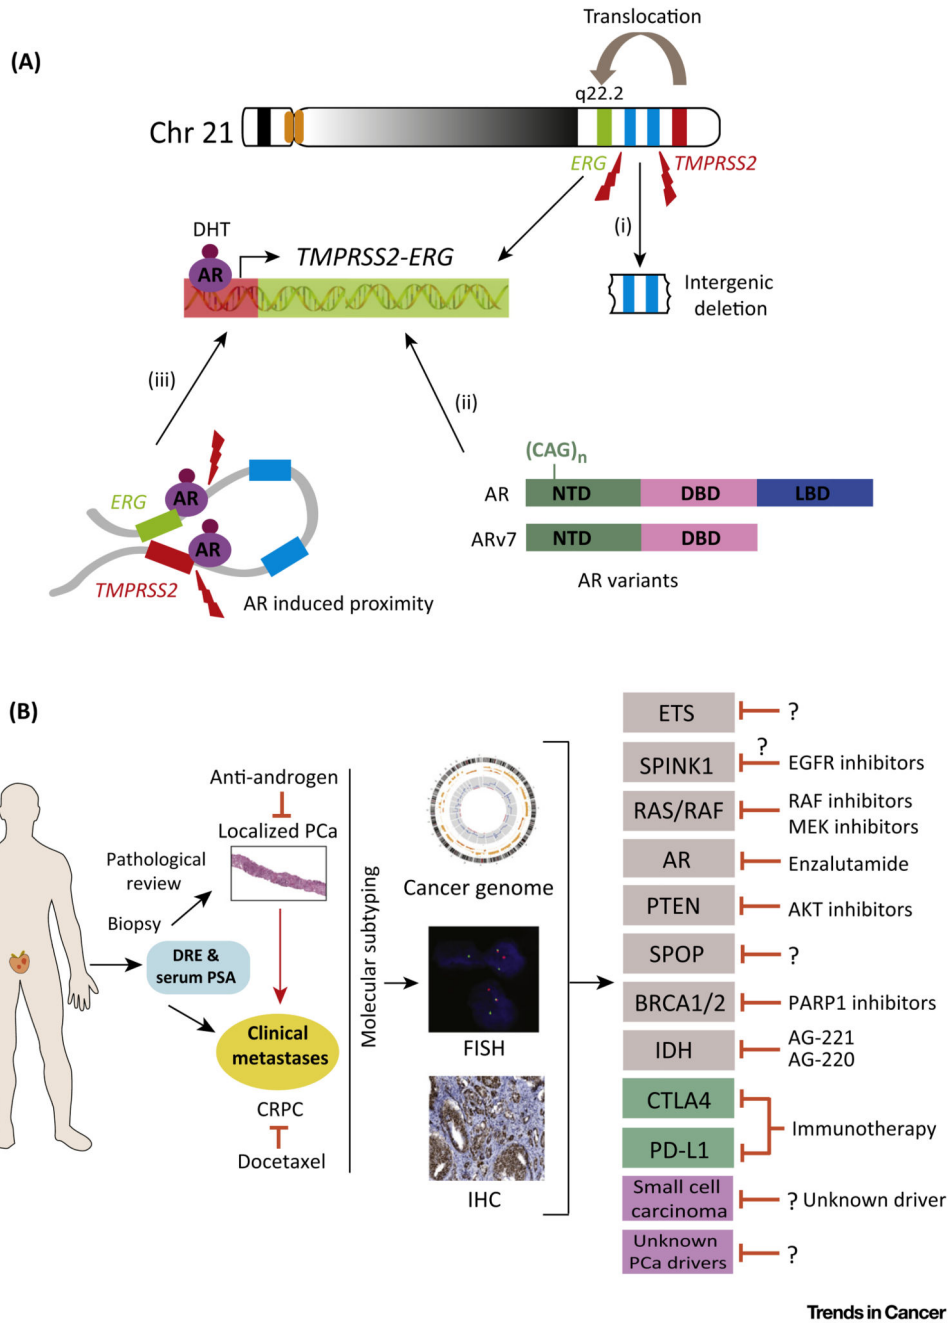 (A)
Translocation
q22.2
Chr 21
ERG
TMPRSS2
(i)
DHT
AR
TMPRSS2-ERG
Intergenic
deletion
(iii)
(ii)
(CAG)n
AR
NTD
DBD
LBD
ARv7
NTD
DBD
AR variants
ERG
AR
AR
TMPRSS2
AR induced proximity
(B)
Anti-androgen
Localized PCa
Pathological
review
Biopsy
DRE &
serum PSA
Clinical
metastases
CRPC
Docetaxel
Molecular subtyping
Cancer genome
FISH
IHC
ETS
?
SPINK1
?
EGFR inhibitors
RAS/RAF
RAF inhibitors
MEK inhibitors
AR
Enzalutamide
PTEN
AKT inhibitors
SPOP
?
BRCA1/2
PARP1 inhibitors
IDH
AG-221
AG-220
CTLA4
PD-L1
Immunotherapy
Small cell
carcinoma
? Unknown driver
Unknown
PCa drivers
?
Trends in Cancer